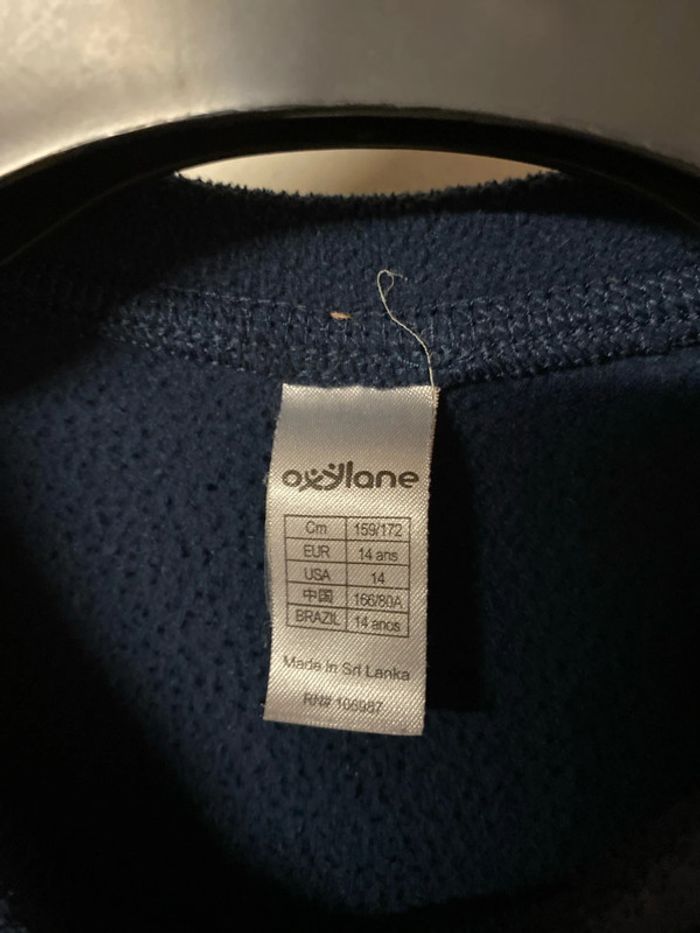 oxylane
Cm 159/172
EUR 14 ans
USA 14
中国 166/80A
BRAZIL 14 anos
Made in Sri Lanka
RN# 106987